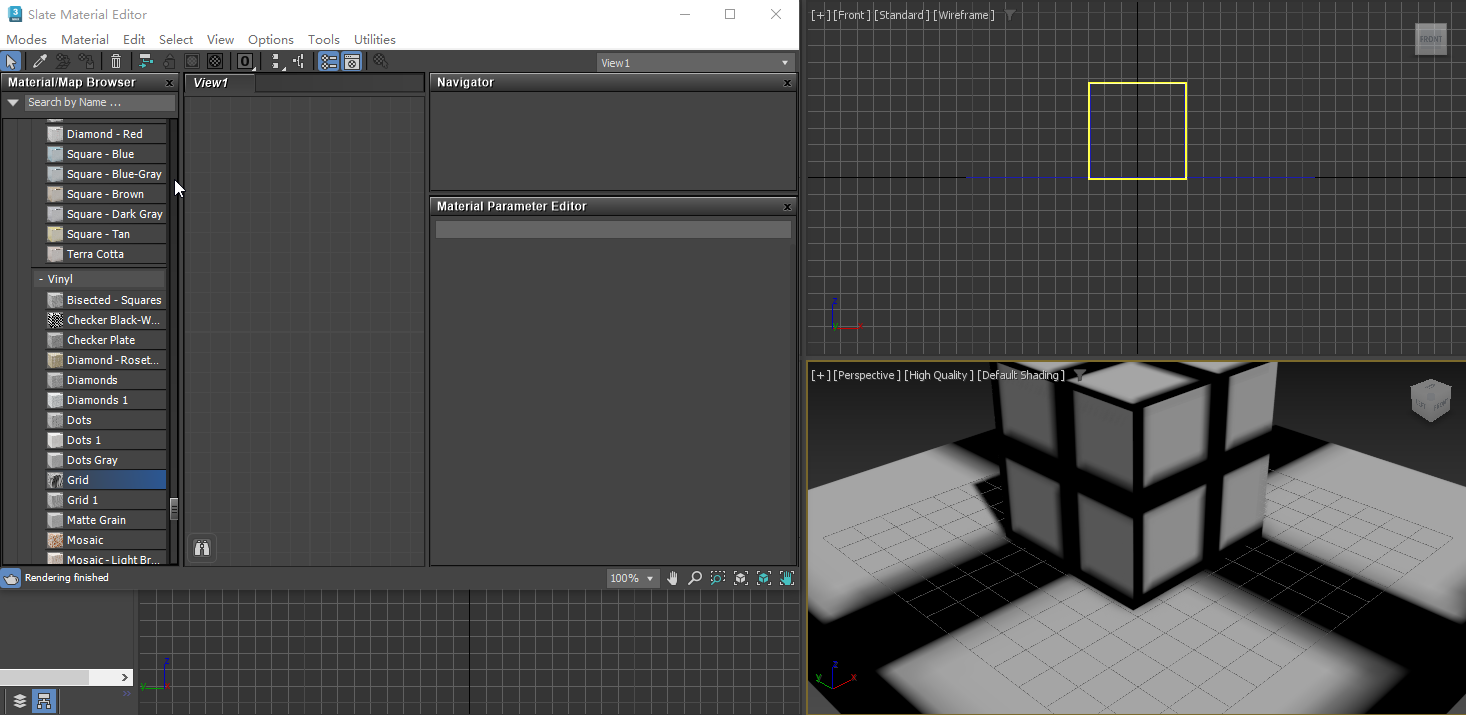 3
Slate Material Editor
Modes Material Edit Select View Options Tools Utilities
0
View1
Material/Map Browser x
View1
Navigator x
Search by Name ...
Diamond - Red
Square - Blue
Square - Blue-Gray
Square - Brown
Square - Dark Gray
Square - Tan
Terra Cotta
- Vinyl
Bisected - Squares
Checker Black-W...
Checker Plate
Diamond - Roset...
Diamonds
Diamonds 1
Dots
Dots 1
Dots Gray
Grid
Grid 1
Matte Grain
Mosaic
Mosaic - Light Br...
Material Parameter Editor x
Rendering finished
100%
z
y
[+] [Front ] [Standard ] [Wireframe ]
FRONT
z
y
[+] [Perspective ] [High Quality ] [Default Shading ]
LEFT FRONT
z
y x